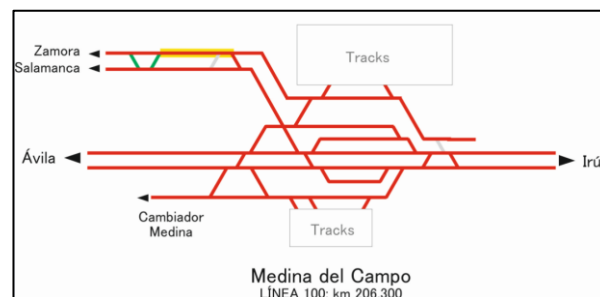 Zamora
Salamanca
Tracks
Ávila
Irú
Cambiador
Medina
Tracks
Medina del Campo
LÍNEA 100: km 206,300